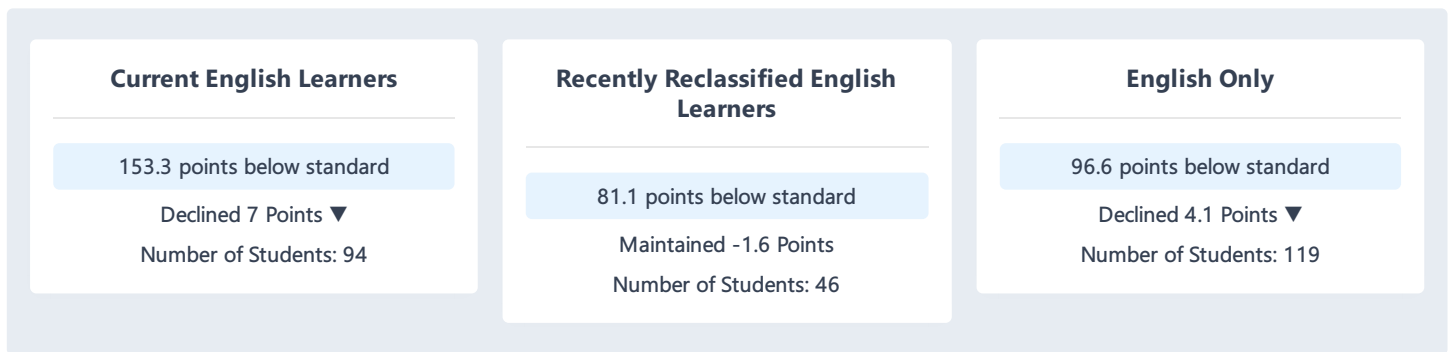 Current English Learners
153.3 points below standard
Declined 7 Points ▼
Number of Students: 94
Recently Reclassified English
Learners
81.1 points below standard
Maintained -1.6 Points
Number of Students: 46
English Only
96.6 points below standard
Declined 4.1 Points ▼
Number of Students: 119